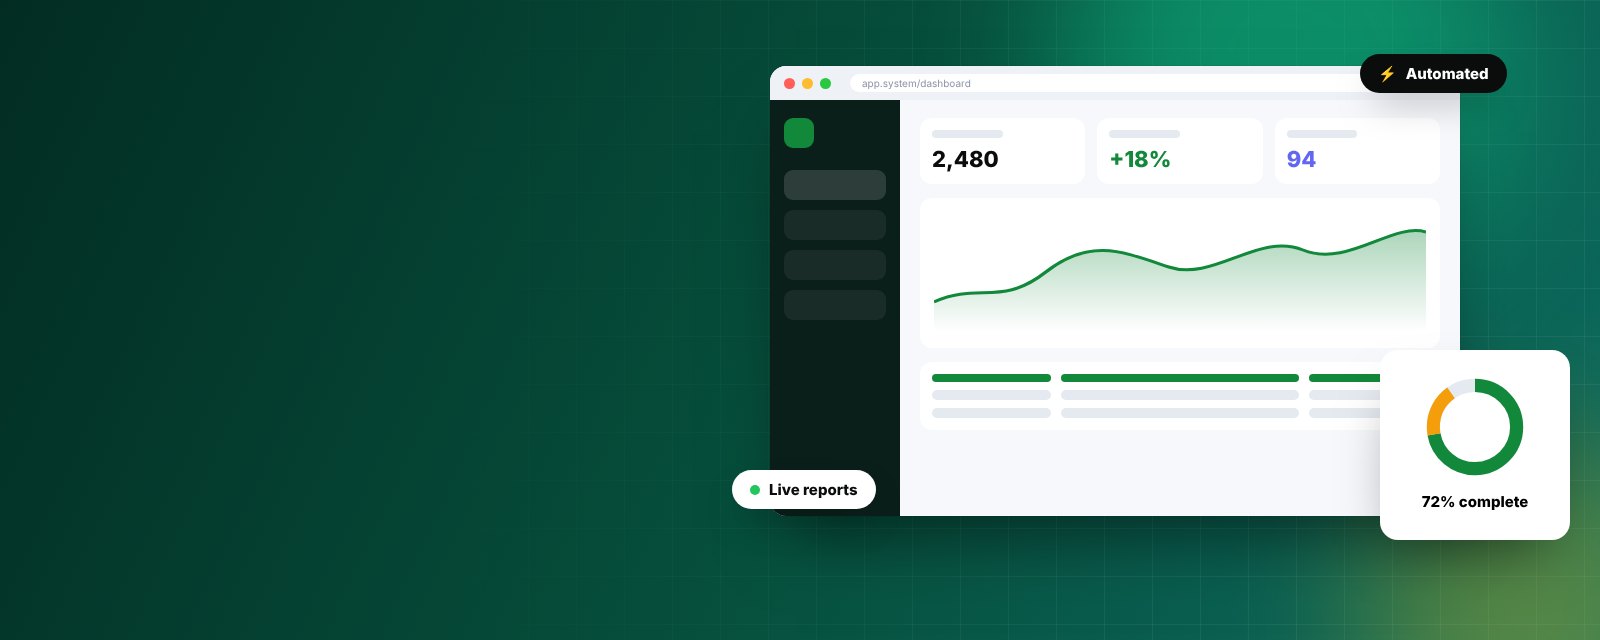 ⚡ Automated
app.system/dashboard
2,480
+18%
94
Live reports
72% complete